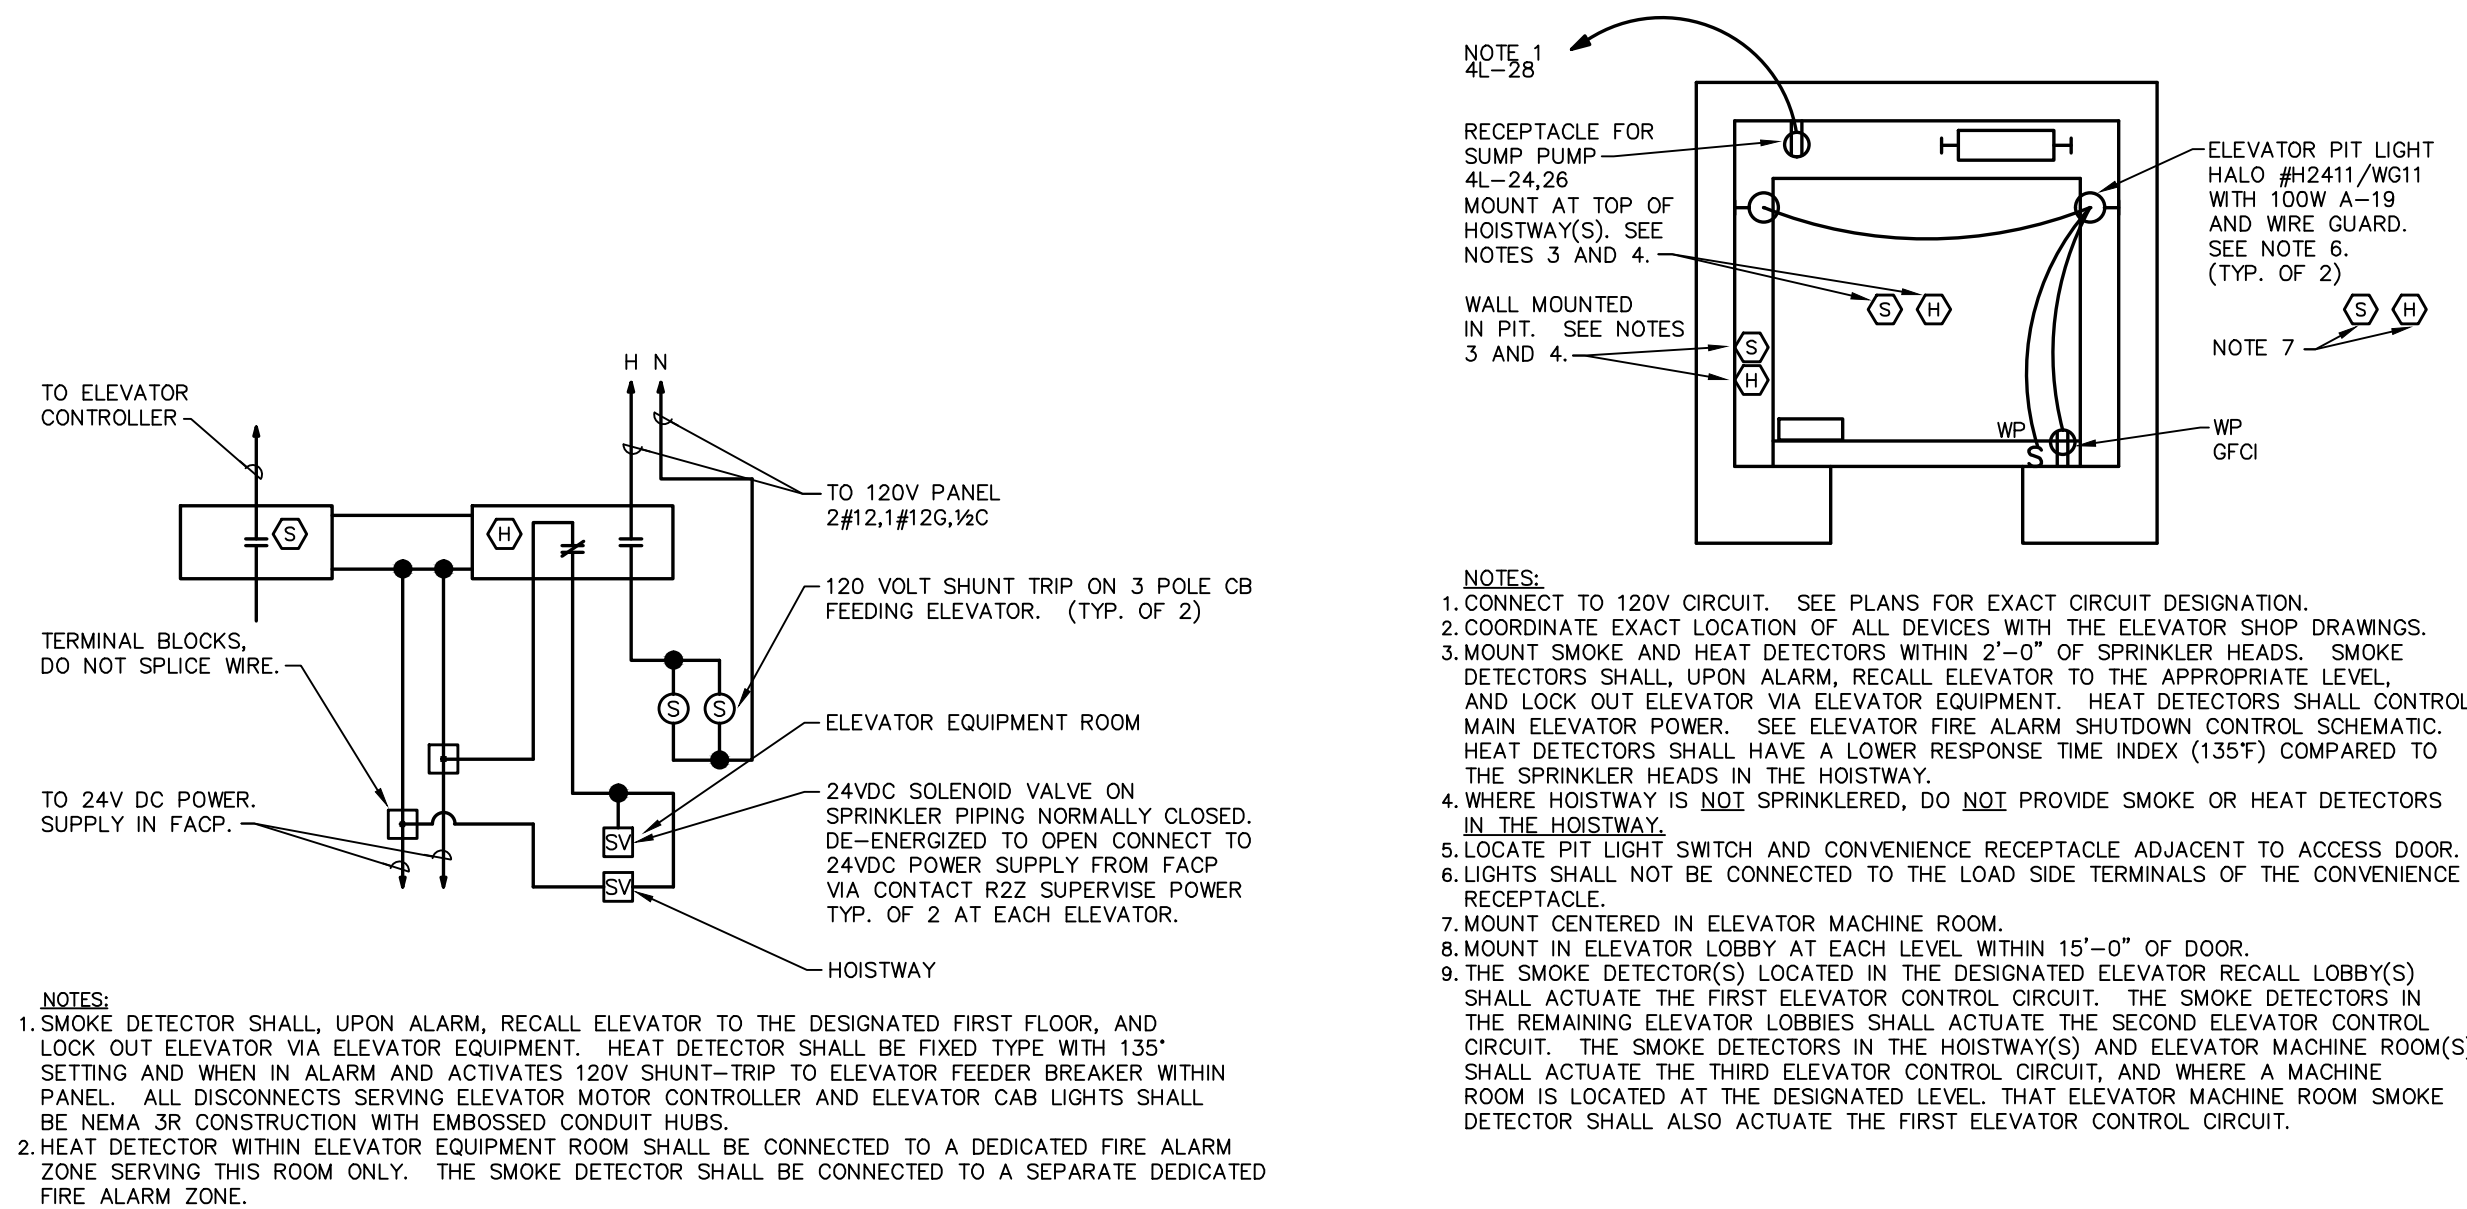 H N
TO ELEVATOR
CONTROLLER
S
H
TO 120V PANEL
2#12,1#12G,½C
120 VOLT SHUNT TRIP ON 3 POLE CB
FEEDING ELEVATOR. (TYP. OF 2)
TERMINAL BLOCKS,
DO NOT SPLICE WIRE.
S
S
ELEVATOR EQUIPMENT ROOM
TO 24V DC POWER.
SUPPLY IN FACP.
SV
SV
24VDC SOLENOID VALVE ON
SPRINKLER PIPING NORMALLY CLOSED.
DE-ENERGIZED TO OPEN CONNECT TO
24VDC POWER SUPPLY FROM FACP
VIA CONTACT R2Z SUPERVISE POWER
TYP. OF 2 AT EACH ELEVATOR.
HOISTWAY
NOTES:
1. SMOKE DETECTOR SHALL, UPON ALARM, RECALL ELEVATOR TO THE DESIGNATED FIRST FLOOR, AND
LOCK OUT ELEVATOR VIA ELEVATOR EQUIPMENT. HEAT DETECTOR SHALL BE FIXED TYPE WITH 135°
SETTING AND WHEN IN ALARM AND ACTIVATES 120V SHUNT-TRIP TO ELEVATOR FEEDER BREAKER WITHIN
PANEL. ALL DISCONNECTS SERVING ELEVATOR MOTOR CONTROLLER AND ELEVATOR CAB LIGHTS SHALL
BE NEMA 3R CONSTRUCTION WITH EMBOSSED CONDUIT HUBS.
2. HEAT DETECTOR WITHIN ELEVATOR EQUIPMENT ROOM SHALL BE CONNECTED TO A DEDICATED FIRE ALARM
ZONE SERVING THIS ROOM ONLY. THE SMOKE DETECTOR SHALL BE CONNECTED TO A SEPARATE DEDICATED
FIRE ALARM ZONE.
NOTE 1
4L-28
RECEPTACLE FOR
SUMP PUMP
4L-24,26
MOUNT AT TOP OF
HOISTWAY(S). SEE
NOTES 3 AND 4.
WALL MOUNTED
IN PIT. SEE NOTES
3 AND 4.
S
H
S H
WP
S
ELEVATOR PIT LIGHT
HALO #H2411/WG11
WITH 100W A-19
AND WIRE GUARD.
SEE NOTE 6.
(TYP. OF 2)
S H
NOTE 7
WP
GFCI
NOTES:
1. CONNECT TO 120V CIRCUIT. SEE PLANS FOR EXACT CIRCUIT DESIGNATION.
2. COORDINATE EXACT LOCATION OF ALL DEVICES WITH THE ELEVATOR SHOP DRAWINGS.
3. MOUNT SMOKE AND HEAT DETECTORS WITHIN 2'-0" OF SPRINKLER HEADS. SMOKE
DETECTORS SHALL, UPON ALARM, RECALL ELEVATOR TO THE APPROPRIATE LEVEL,
AND LOCK OUT ELEVATOR VIA ELEVATOR EQUIPMENT. HEAT DETECTORS SHALL CONTROL
MAIN ELEVATOR POWER. SEE ELEVATOR FIRE ALARM SHUTDOWN CONTROL SCHEMATIC.
HEAT DETECTORS SHALL HAVE A LOWER RESPONSE TIME INDEX (135°F) COMPARED TO
THE SPRINKLER HEADS IN THE HOISTWAY.
4. WHERE HOISTWAY IS NOT SPRINKLERED, DO NOT PROVIDE SMOKE OR HEAT DETECTORS
IN THE HOISTWAY.
5. LOCATE PIT LIGHT SWITCH AND CONVENIENCE RECEPTACLE ADJACENT TO ACCESS DOOR.
6. LIGHTS SHALL NOT BE CONNECTED TO THE LOAD SIDE TERMINALS OF THE CONVENIENCE
RECEPTACLE.
7. MOUNT CENTERED IN ELEVATOR MACHINE ROOM.
8. MOUNT IN ELEVATOR LOBBY AT EACH LEVEL WITHIN 15'-0" OF DOOR.
9. THE SMOKE DETECTOR(S) LOCATED IN THE DESIGNATED ELEVATOR RECALL LOBBY(S)
SHALL ACTUATE THE FIRST ELEVATOR CONTROL CIRCUIT. THE SMOKE DETECTORS IN
THE REMAINING ELEVATOR LOBBIES SHALL ACTUATE THE SECOND ELEVATOR CONTROL
CIRCUIT. THE SMOKE DETECTORS IN THE HOISTWAY(S) AND ELEVATOR MACHINE ROOM(S)
SHALL ACTUATE THE THIRD ELEVATOR CONTROL CIRCUIT, AND WHERE A MACHINE
ROOM IS LOCATED AT THE DESIGNATED LEVEL. THAT ELEVATOR MACHINE ROOM SMOKE
DETECTOR SHALL ALSO ACTUATE THE FIRST ELEVATOR CONTROL CIRCUIT.